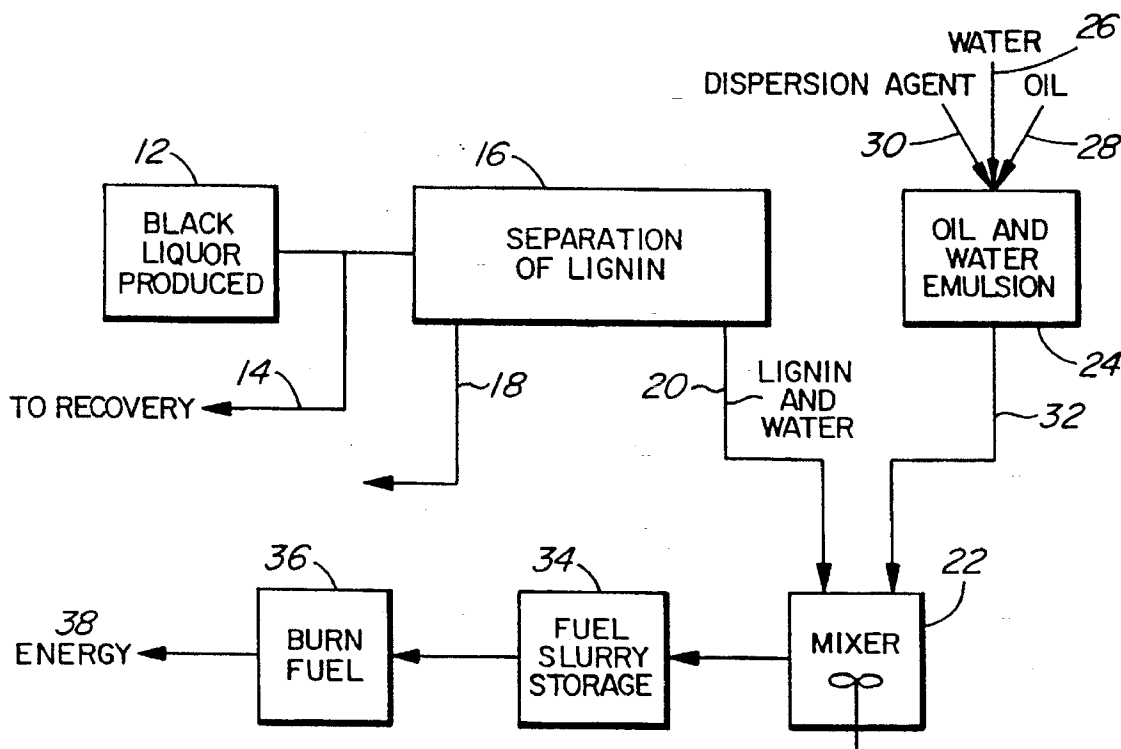 WATER
26
DISPERSION AGENT
OIL
30
28
12
16
BLACK
LIQUOR
PRODUCED
SEPARATION
OF LIGNIN
OIL AND
WATER
EMULSION
14
18
20
LIGNIN
AND
WATER
24
TO RECOVERY
32
36
34
22
38
ENERGY
BURN
FUEL
FUEL
SLURRY
STORAGE
MIXER